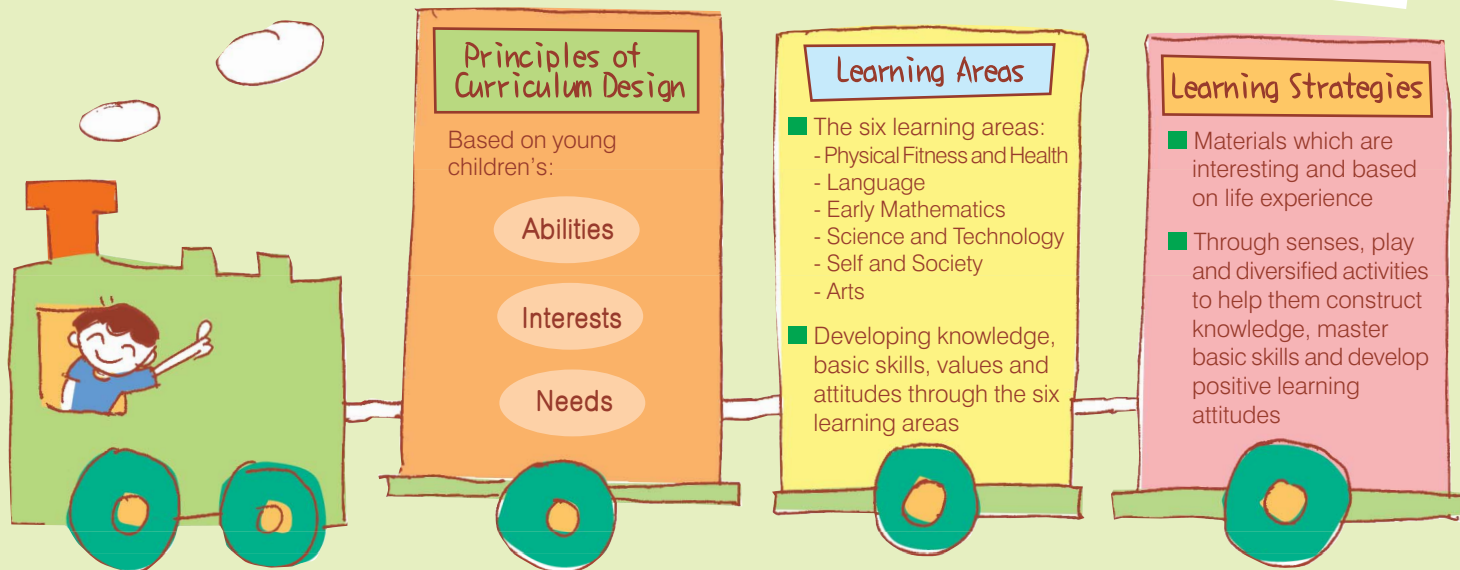 Principles of
Curriculum Design
Based on young
children's:
Abilities
Interests
Needs
Learning Areas
■ The six learning areas:
- Physical Fitness and Health
- Language
- Early Mathematics
- Science and Technology
- Self and Society
- Arts
■ Developing knowledge,
basic skills, values and
attitudes through the six
learning areas
Learning Strategies
■ Materials which are
interesting and based
on life experience
■ Through senses, play
and diversified activities
to help them construct
knowledge, master
basic skills and develop
positive learning
attitudes